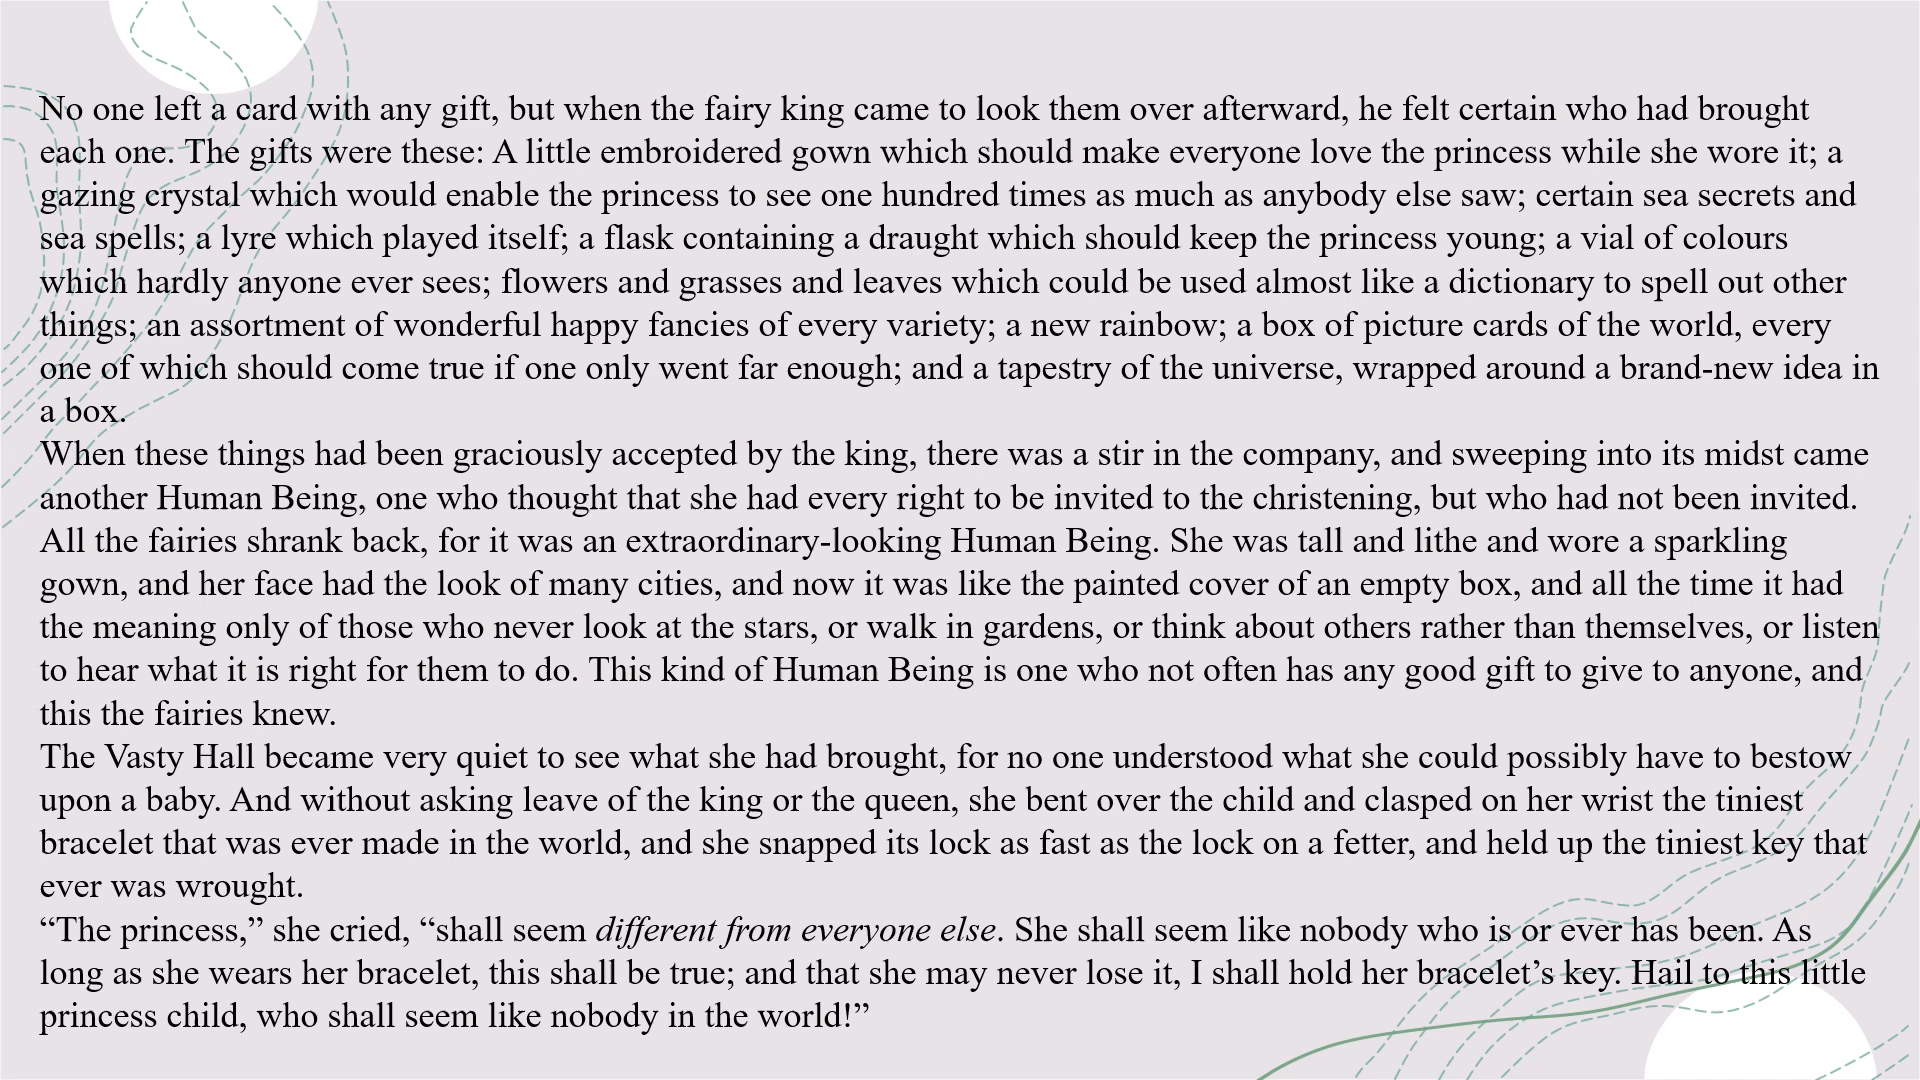 No one left a card with any gift, but when the fairy king came to look them over afterward, he felt certain who had brought
each one. The gifts were these: A little embroidered gown which should make everyone love the princess while she wore it; a
gazing crystal which would enable the princess to see one hundred times as much as anybody else saw; certain sea secrets and
sea spells; a lyre which played itself; a flask containing a draught which should keep the princess young; a vial of colours
which hardly anyone ever sees; flowers and grasses and leaves which could be used almost like a dictionary to spell out other
things; an assortment of wonderful happy fancies of every variety; a new rainbow; a box of picture cards of the world, every
one of which should come true if one only went far enough; and a tapestry of the universe, wrapped around a brand-new idea in
a box.
When these things had been graciously accepted by the king, there was a stir in the company, and sweeping into its midst came
another Human Being, one who thought that she had every right to be invited to the christening, but who had not been invited.
All the fairies shrank back, for it was an extraordinary-looking Human Being. She was tall and lithe and wore a sparkling
gown, and her face had the look of many cities, and now it was like the painted cover of an empty box, and all the time it had
the meaning only of those who never look at the stars, or walk in gardens, or think about others rather than themselves, or listen
to hear what it is right for them to do. This kind of Human Being is one who not often has any good gift to give to anyone, and
this the fairies knew.
The Vasty Hall became very quiet to see what she had brought, for no one understood what she could possibly have to bestow
upon a baby. And without asking leave of the king or the queen, she bent over the child and clasped on her wrist the tiniest
bracelet that was ever made in the world, and she snapped its lock as fast as the lock on a fetter, and held up the tiniest key that
ever was wrought.
“The princess,” she cried, “shall seem different from everyone else. She shall seem like nobody who is or ever has been. As
long as she wears her bracelet, this shall be true; and that she may never lose it, I shall hold her bracelet’s key. Hail to this little
princess child, who shall seem like nobody in the world!”